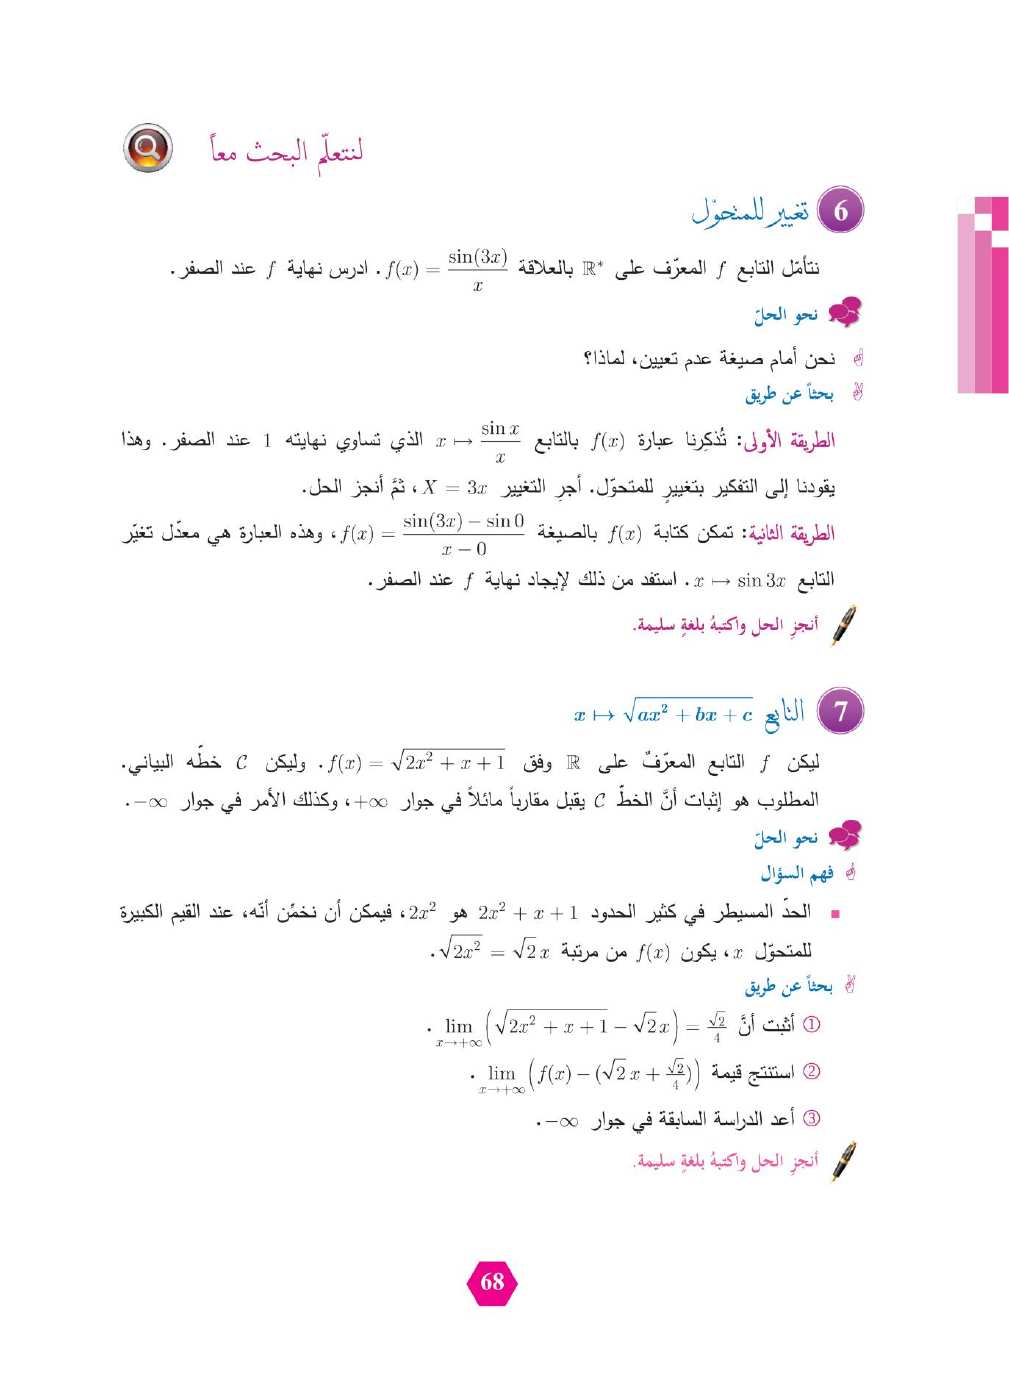 لنتعلّم البحث معاً
6 تغيير للمتحوّل
نتأمّل التابع f المعرّف على ℝ* بالعلاقة f(x) = sin(3x)/x. ادرس نهاية f عند الصفر.
نحو الحلّ
نحن أمام صيغة عدم تعيين، لماذا؟
بحثاً عن طريق
الطريقة الأولى: تُذكِرنا عبارة f(x) بالتابع x ↦ sin x/x الذي تساوي نهايته 1 عند الصفر. وهذا
يقودنا إلى التفكير بتغييرٍ للمتحوّل. أجرِ التغيير X = 3x، ثمَّ أنجز الحل.
الطريقة الثانية: تمكن كتابة f(x) بالصيغة f(x) = (sin(3x) − sin 0)/(x − 0)، وهذه العبارة هي معدّل تغيّر
التابع x ↦ sin 3x. استفد من ذلك لإيجاد نهاية f عند الصفر.
أنجزِ الحل واكتبهُ بلغةٍ سليمة.
7 التابع x ↦ √(ax² + bx + c)
ليكن f التابع المعرّفٌ على ℝ وفق f(x) = √(2x² + x + 1). وليكن C خطّه البياني.
المطلوب هو إثبات أنَّ الخطّ C يقبل مقارباً مائلاً في جوار +∞، وكذلك الأمر في جوار −∞.
نحو الحلّ
فهم السؤال
▪ الحدّ المسيطر في كثير الحدود 2x² + x + 1 هو 2x²، فيمكن أن نخمِّن أنّه، عند القيم الكبيرة
للمتحوّل x، يكون f(x) من مرتبة √(2x²) = √2 x.
بحثاً عن طريق
① أثبت أنَّ lim x→+∞ (√(2x² + x + 1) − √2 x) = √2/4.
② استنتج قيمة lim x→+∞ (f(x) − (√2 x + √2/4)).
③ أعد الدراسة السابقة في جوار −∞.
أنجزِ الحل واكتبهُ بلغةٍ سليمة.
68